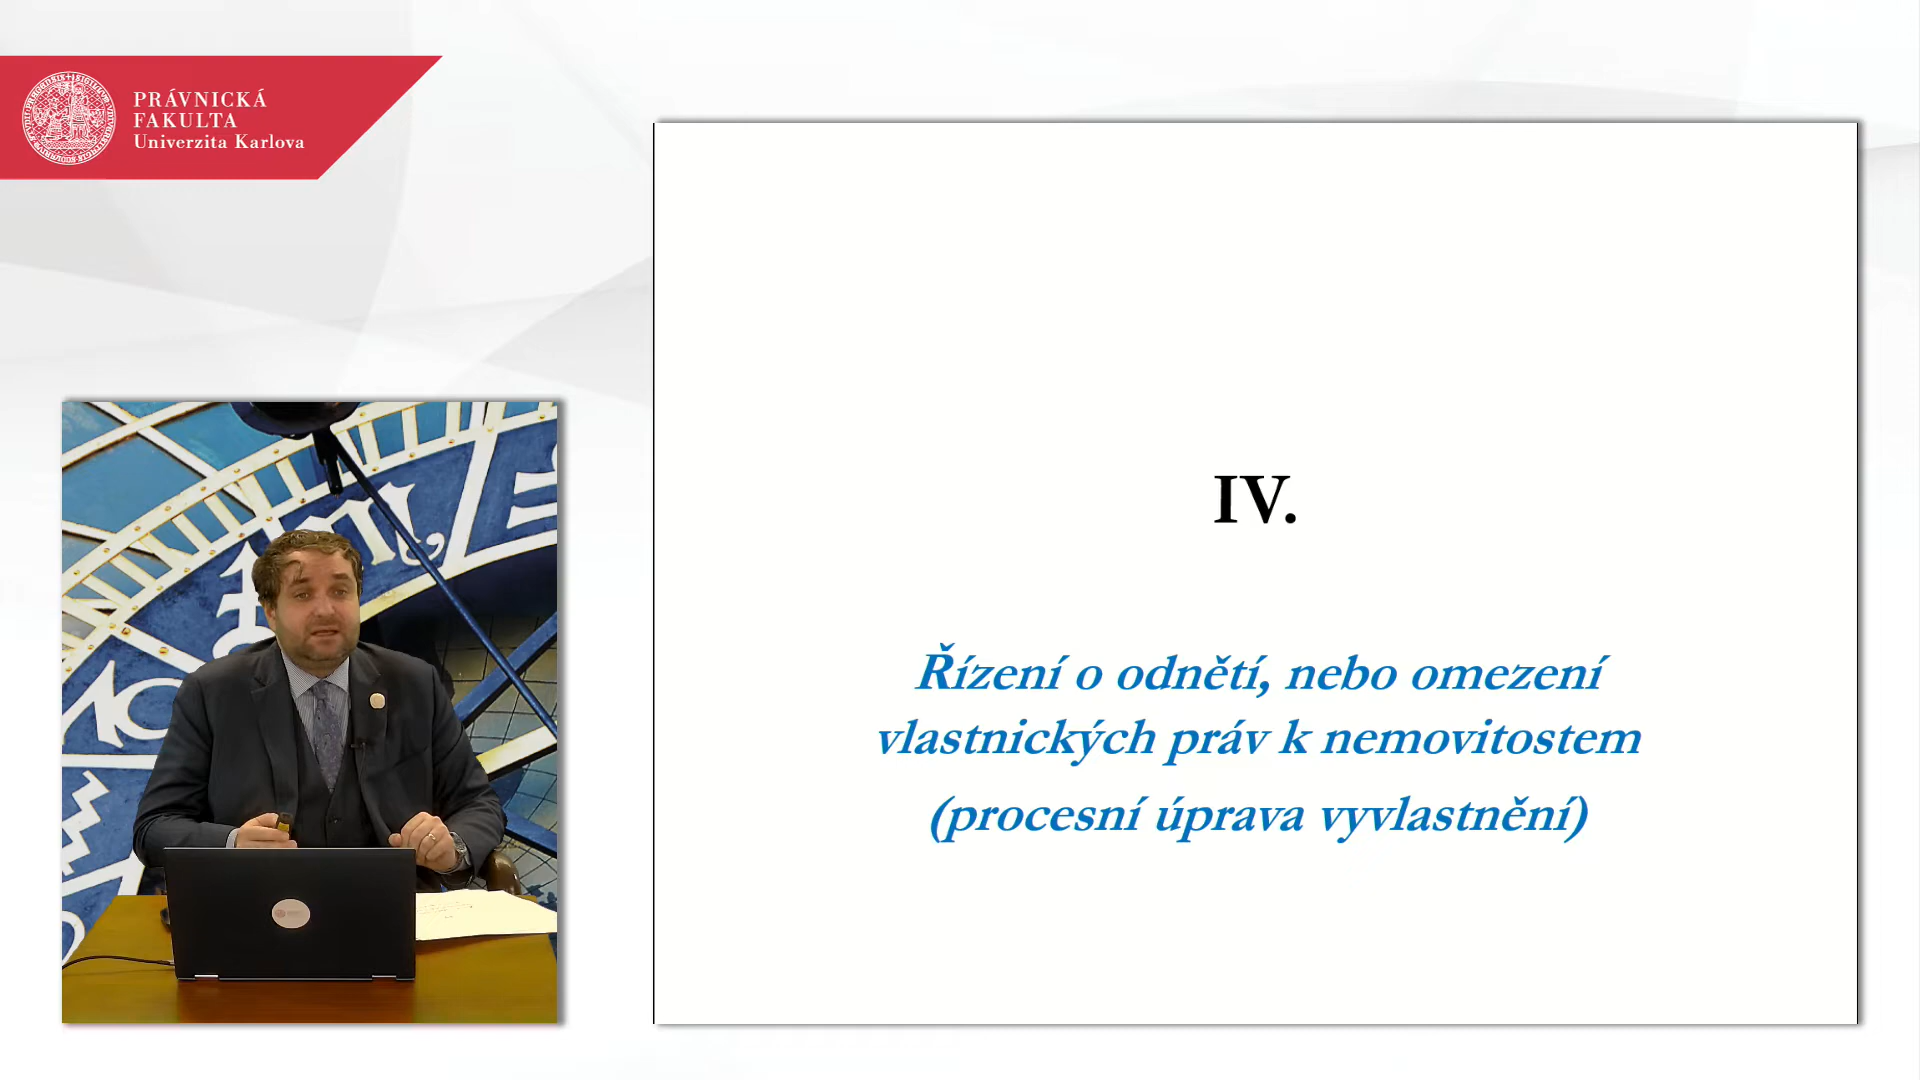 PRÁVNICKÁ
FAKULTA
Univerzita Karlova
IV.
Řízení o odnětí, nebo omezení
vlastnických práv k nemovitostem
(procesní úprava vyvlastnění)